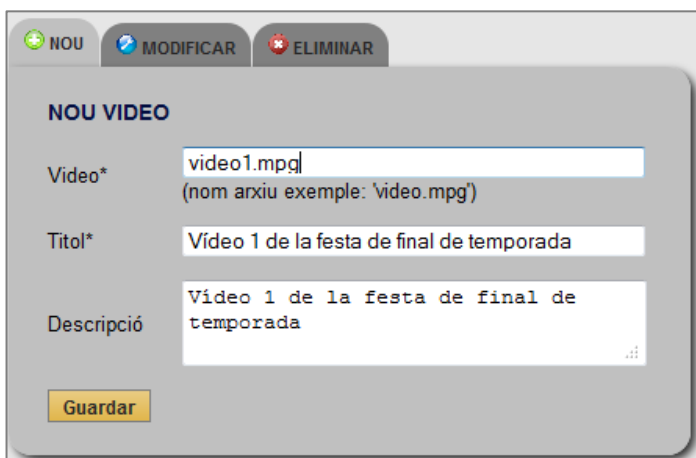 NOU MODIFICAR ELIMINAR
NOU VIDEO
Video* video1.mpg
(nom arxiu exemple: 'video.mpg')
Titol* Vídeo 1 de la festa de final de temporada
Descripció Vídeo 1 de la festa de final de
temporada
Guardar